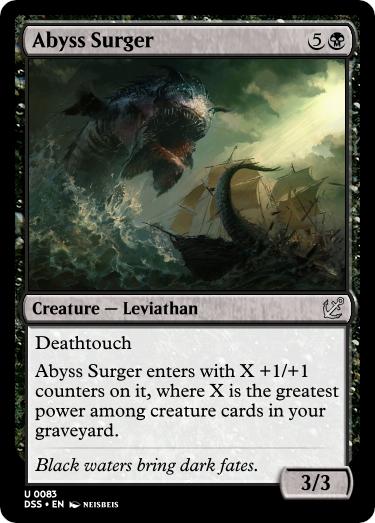 Abyss Surger 5
Creature — Leviathan
Deathtouch
Abyss Surger enters with X +1/+1
counters on it, where X is the greatest
power among creature cards in your
graveyard.
Black waters bring dark fates.
3/3
U 0083
DSS • EN NEISBEIS